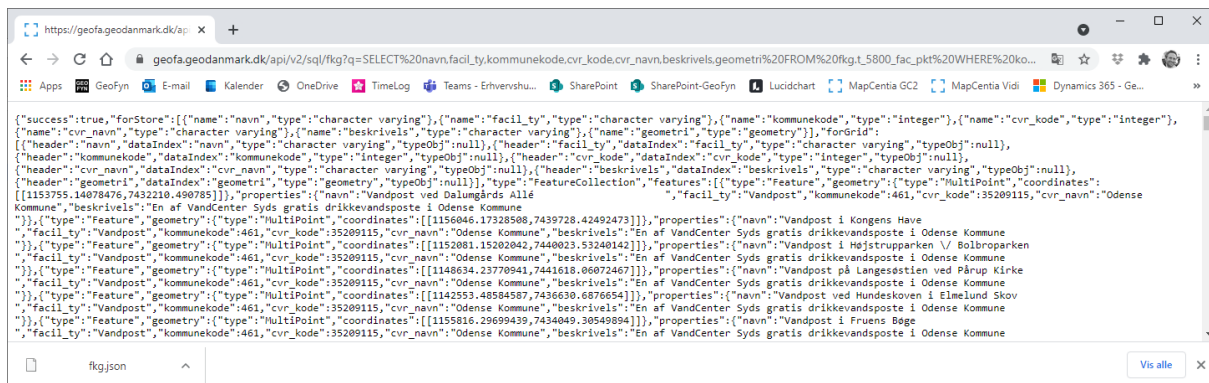 https://geofa.geodanmark.dk/ap
geofa.geodanmark.dk/api/v2/sql/fkg?q=SELECT%20navn,facil_ty,kommunekode,cvr_kode,cvr_navn,beskrivels,geometri%20FROM%20fkg.t_5800_fac_pkt%20WHERE%20ko...
Apps GEO FYN GeoFyn E-mail Kalender OneDrive TimeLog Teams - Erhvervshu... SharePoint SharePoint-GeoFyn Lucidchart MapCentia GC2 MapCentia Vidi Dynamics 365 - Ge... »
{"success":true,"forStore":[{"name":"navn","type":"character varying"},{"name":"facil_ty","type":"character varying"},{"name":"kommunekode","type":"integer"},{"name":"cvr_kode","type":"integer"},
{"name":"cvr_navn","type":"character varying"},{"name":"beskrivels","type":"character varying"},{"name":"geometri","type":"geometry"}],"forGrid":
[{"header":"navn","dataIndex":"navn","type":"character varying","typeObj":null},{"header":"facil_ty","dataIndex":"facil_ty","type":"character varying","typeObj":null},
{"header":"kommunekode","dataIndex":"kommunekode","type":"integer","typeObj":null},{"header":"cvr_kode","dataIndex":"cvr_kode","type":"integer","typeObj":null},
{"header":"cvr_navn","dataIndex":"cvr_navn","type":"character varying","typeObj":null},{"header":"beskrivels","dataIndex":"beskrivels","type":"character varying","typeObj":null},
{"header":"geometri","dataIndex":"geometri","type":"geometry","typeObj":null}],"type":"FeatureCollection","features":[{"type":"Feature","geometry":{"type":"MultiPoint","coordinates":
[[1153755.14078476,7432210.490785]]},"properties":{"navn":"Vandpost ved Dalumgårds Allé ","facil_ty":"Vandpost","kommunekode":461,"cvr_kode":35209115,"cvr_navn":"Odense
Kommune","beskrivels":"En af VandCenter Syds gratis drikkevandsposte i Odense Kommune
"}},{"type":"Feature","geometry":{"type":"MultiPoint","coordinates":[[1156046.17328508,7439728.42492473]]},"properties":{"navn":"Vandpost i Kongens Have
","facil_ty":"Vandpost","kommunekode":461,"cvr_kode":35209115,"cvr_navn":"Odense Kommune","beskrivels":"En af VandCenter Syds gratis drikkevandsposte i Odense Kommune
"}},{"type":"Feature","geometry":{"type":"MultiPoint","coordinates":[[1152081.15202042,7440023.53240142]]},"properties":{"navn":"Vandpost i Højstrupparken \/ Bolbroparken
","facil_ty":"Vandpost","kommunekode":461,"cvr_kode":35209115,"cvr_navn":"Odense Kommune","beskrivels":"En af VandCenter Syds gratis drikkevandsposte i Odense Kommune
"}},{"type":"Feature","geometry":{"type":"MultiPoint","coordinates":[[1148634.23770941,7441618.06072467]]},"properties":{"navn":"Vandpost på Langesøstien ved Pårup Kirke
","facil_ty":"Vandpost","kommunekode":461,"cvr_kode":35209115,"cvr_navn":"Odense Kommune","beskrivels":"En af VandCenter Syds gratis drikkevandsposte i Odense Kommune
"}},{"type":"Feature","geometry":{"type":"MultiPoint","coordinates":[[1142553.48584587,7436630.6876654]]},"properties":{"navn":"Vandpost ved Hundeskoven i Elmelund Skov
","facil_ty":"Vandpost","kommunekode":461,"cvr_kode":35209115,"cvr_navn":"Odense Kommune","beskrivels":"En af VandCenter Syds gratis drikkevandsposte i Odense Kommune
"}},{"type":"Feature","geometry":{"type":"MultiPoint","coordinates":[[1155816.29699439,7434049.30549894]]},"properties":{"navn":"Vandpost i Fruens Bøge
","facil_ty":"Vandpost","kommunekode":461,"cvr_kode":35209115,"cvr_navn":"Odense Kommune","beskrivels":"En af VandCenter Syds gratis drikkevandsposte i Odense Kommune
fkg.json
Vis alle